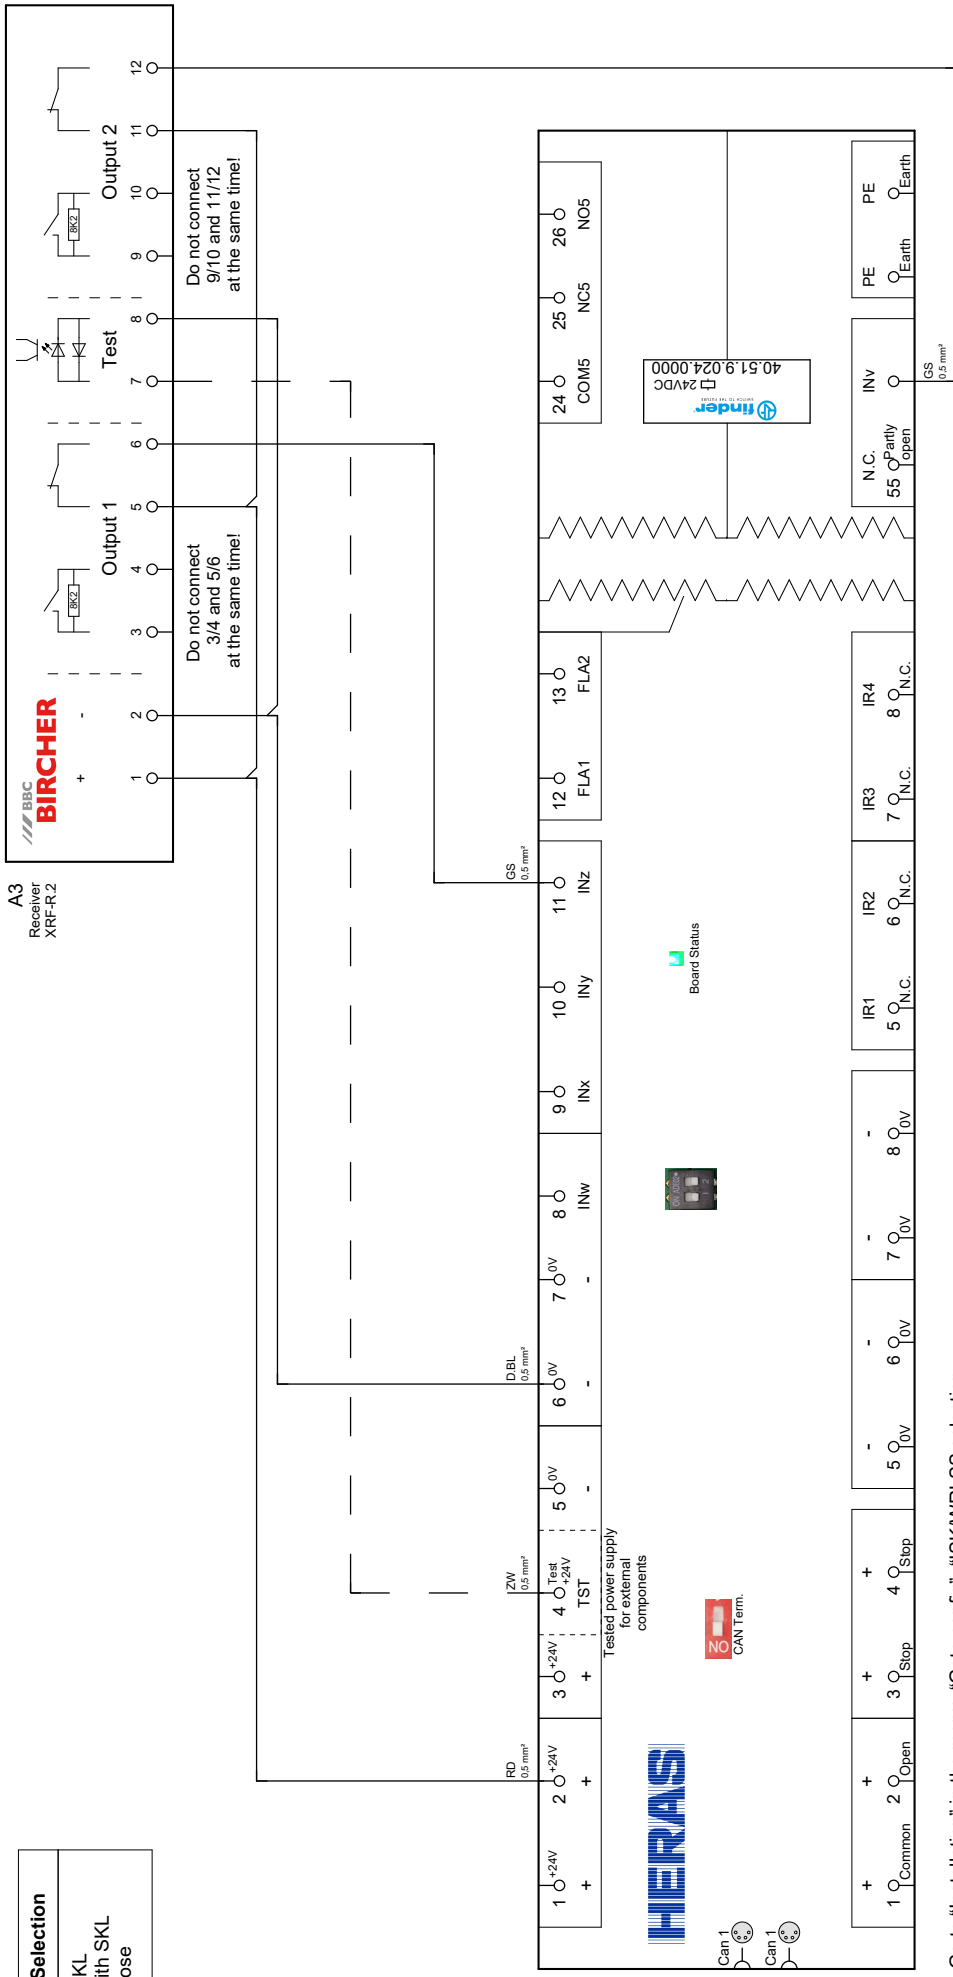 A3
Receiver
XRF-R.2
BBC
BIRCHER
+
-
Output 1
Test
Output 2
8K2
8K2
1
2
3
4
5
6
7
8
9
10
11
12
Do not connect
3/4 and 5/6
at the same time!
Do not connect
9/10 and 11/12
at the same time!
Selection
KL
ith SKL
ose
RD
0,5 mm²
ZW
0,5 mm²
D.BL
0,5 mm²
GS
0,5 mm²
1 +24V
+
2 +24V
+
3 +24V
+
4 Test
+24V
TST
5 0V
-
6 0V
-
7 0V
-
8
INw
9
INx
10
INy
11
INz
12
FLA1
13
FLA2
24
COM5
25
NC5
26
NO5
Tested power supply
for external
components
HERAS
NO
CAN Term.
Board Status
finder
SWITCH TO THE FUTURE
24VDC
40.51.9.024.0000
Can 1
Can 1
+
1 Common
+
2 Open
+
3 Stop
+
4 Stop
-
5 0V
-
6 0V
-
7 0V
-
8 0V
IR1
5 N.C.
IR2
6 N.C.
IR3
7 N.C.
IR4
8 N.C.
N.C.
55 Partly
open
INv
PE
Earth
PE
Earth
GS
0,5 mm²